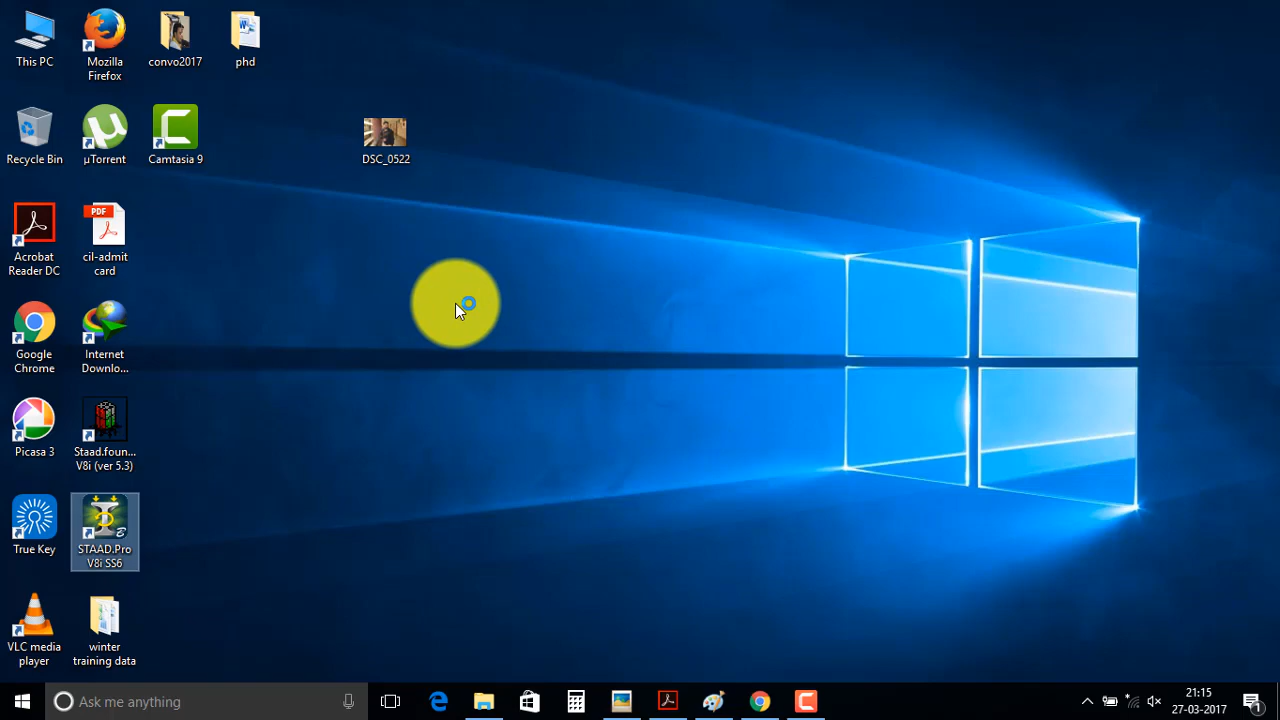 This PC
Mozilla
Firefox
convo2017
phd
Recycle Bin
µTorrent
Camtasia 9
DSC_0522
Acrobat
Reader DC
PDF
cil-admit
card
Google
Chrome
Internet
Downlo...
Picasa 3
Staad.foun...
V8i (ver 5.3)
True Key
STAAD.Pro
V8i SS6
VLC media
player
winter
training data
Ask me anything
21:15
27-03-2017
1